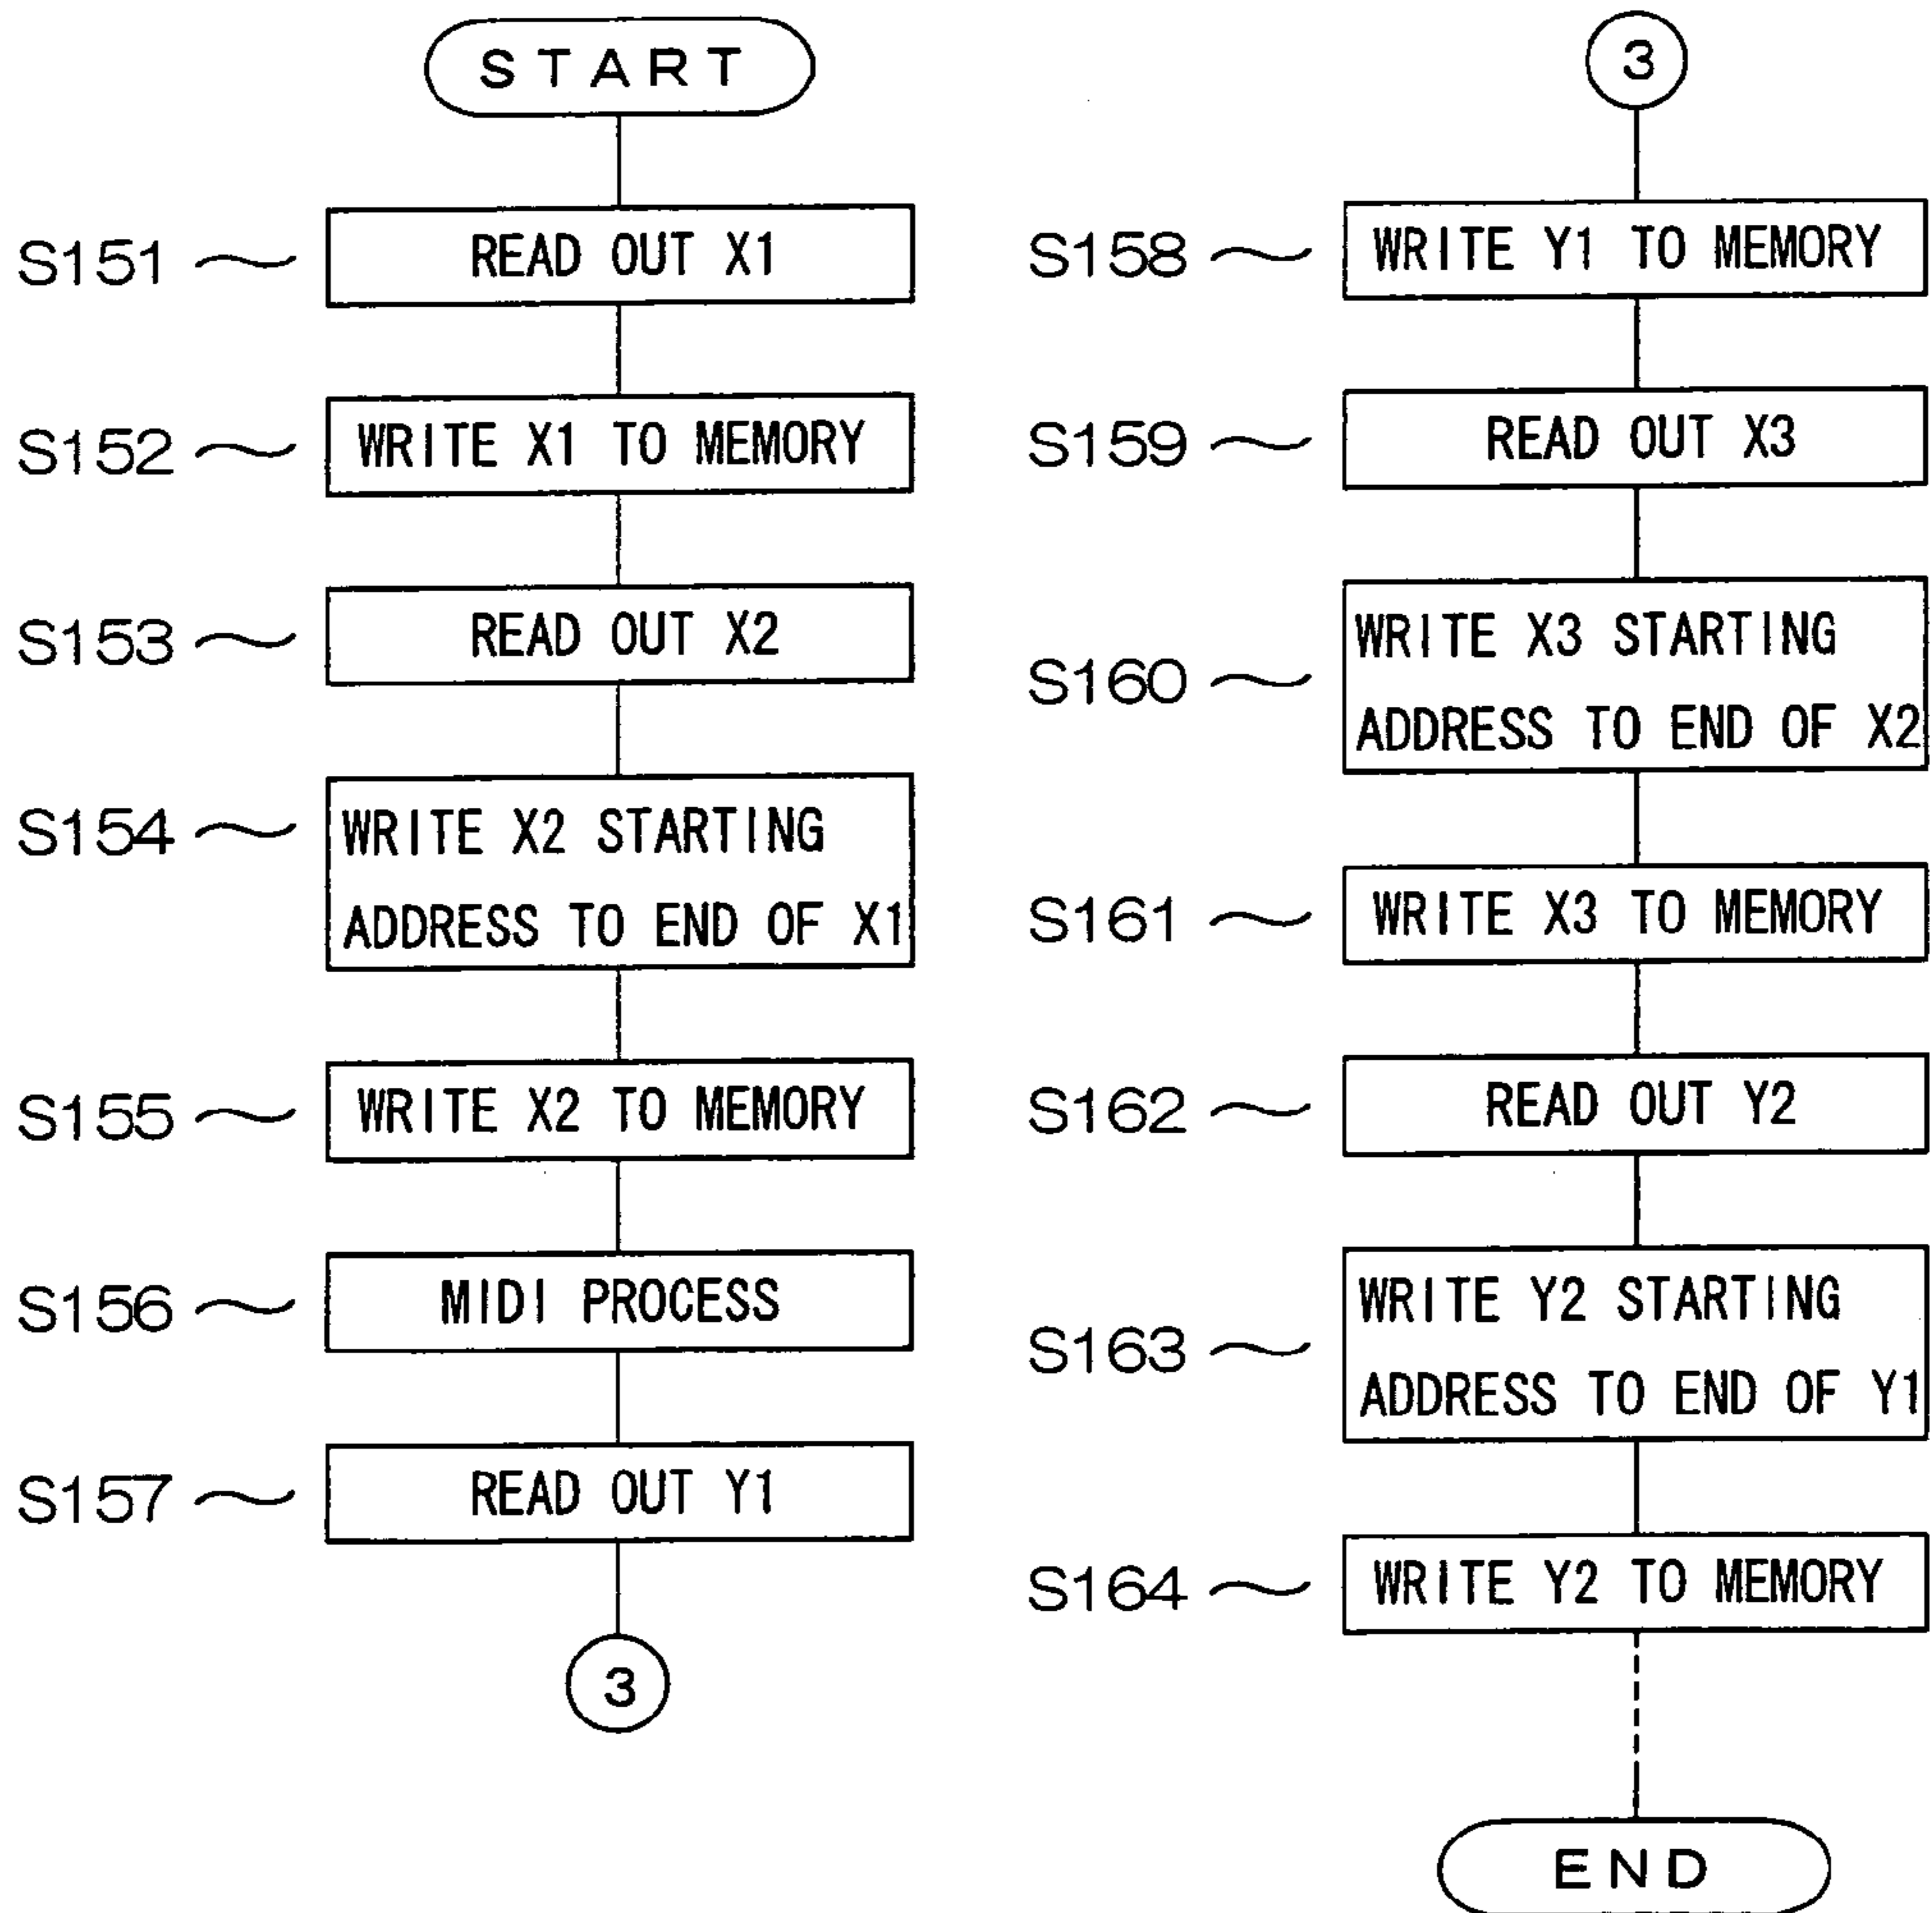 START
S151
READ OUT X1
S152
WRITE X1 TO MEMORY
S153
READ OUT X2
S154
WRITE X2 STARTING
ADDRESS TO END OF X1
S155
WRITE X2 TO MEMORY
S156
MIDI PROCESS
S157
READ OUT Y1
3
3
S158
WRITE Y1 TO MEMORY
S159
READ OUT X3
S160
WRITE X3 STARTING
ADDRESS TO END OF X2
S161
WRITE X3 TO MEMORY
S162
READ OUT Y2
S163
WRITE Y2 STARTING
ADDRESS TO END OF Y1
S164
WRITE Y2 TO MEMORY
END